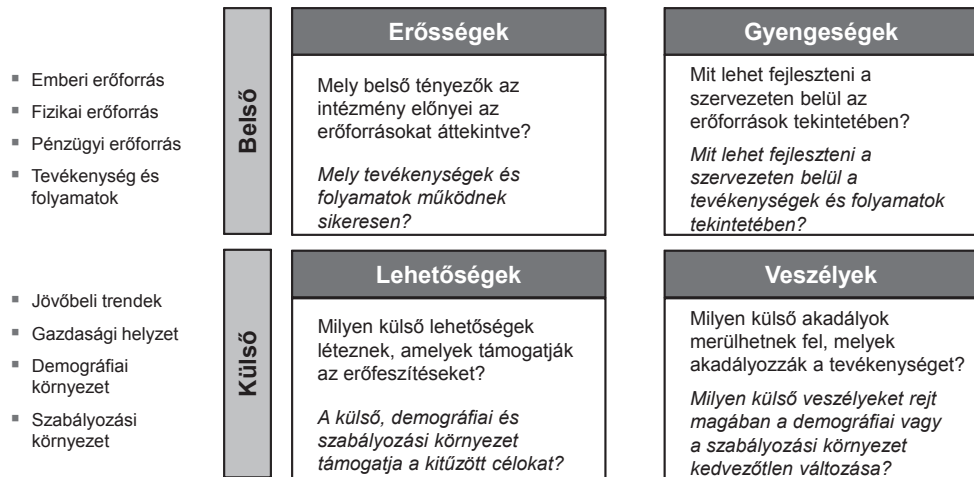 Emberi erőforrás
Fizikai erőforrás
Pénzügyi erőforrás
Tevékenység és
folyamatok
Belső
Erősségek
Mely belső tényezők az
intézmény előnyei az
erőforrásokat áttekintve?
Mely tevékenységek és
folyamatok működnek
sikeresen?
Gyengeségek
Mit lehet fejleszteni a
szervezeten belül az
erőforrások tekintetében?
Mit lehet fejleszteni a
szervezeten belül a
tevékenységek és folyamatok
tekintetében?
Jövőbeli trendek
Gazdasági helyzet
Demográfiai
környezet
Szabályozási
környezet
Külső
Lehetőségek
Milyen külső lehetőségek
léteznek, amelyek támogatják
az erőfeszítéseket?
A külső, demográfiai és
szabályozási környezet
támogatja a kitűzött célokat?
Veszélyek
Milyen külső akadályok
merülhetnek fel, melyek
akadályozzák a tevékenységet?
Milyen külső veszélyeket rejt
magában a demográfiai vagy
a szabályozási környezet
kedvezőtlen változása?